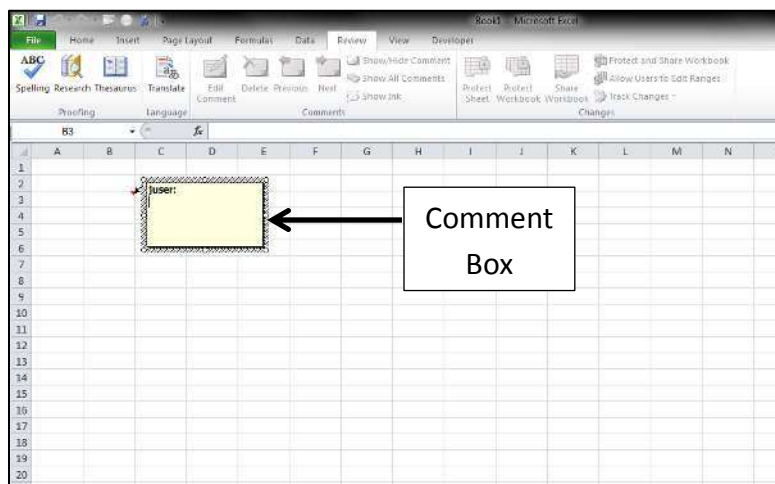 Book1 - Microsoft Excel
File Home Insert Page Layout Formulas Data Review View Developer
ABC
Spelling Research Thesaurus Translate Edit Comment Delete Previous Next Show/Hide Comment
Show All Comments
Show Ink
Protect Sheet Protect Workbook Share Workbook Protect and Share Workbook
Allow Users to Edit Ranges
Track Changes
Proofing Language Comments Changes
B3 fx
A B C D E F G H I J K L M N
1
2
juser:
3
4
5
6
7
8
9
10
11
12
13
14
15
16
17
18
19
20
Comment
Box